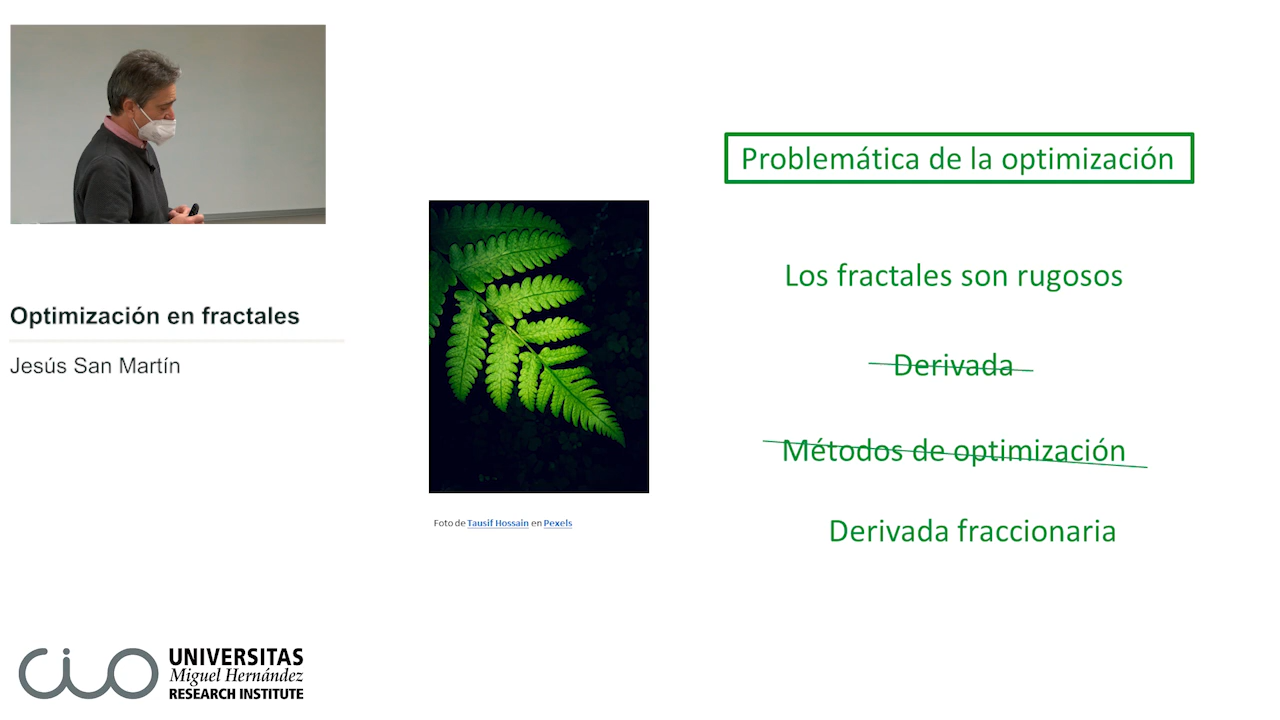 Optimización en fractales
Jesús San Martín
Problemática de la optimización
Los fractales son rugosos
Derivada
Métodos de optimización
Derivada fraccionaria
Foto de Tausif Hossain en Pexels
cio
UNIVERSITAS
Miguel Hernández
RESEARCH INSTITUTE